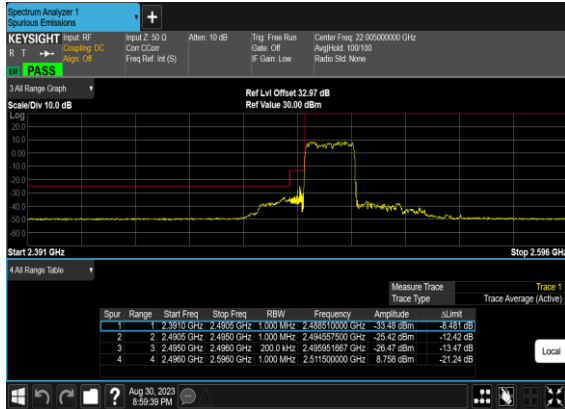 Spectrum Analyzer 1
Spurious Emissions
+
KEYSIGHT Input: RF Input Z: 50 Ω Atten: 10 dB Trig: Free Run Center Freq: 22.005000000 GHz
R T Coupling: DC Corr CCorr Gate: Off Avg|Hold: 100/100
Align: Off Freq Ref: Int (S) IF Gain: Low Radio Std: None
LV PASS
3 All Range Graph
Ref Lvl Offset 32.97 dB
Scale/Div 10.0 dB Ref Value 30.00 dBm
Log
20.0
10.0
0.00
-10.0
-20.0
-30.0
-40.0
-50.0
-60.0
Start 2.391 GHz Stop 2.596 GHz
4 All Range Table
Measure Trace Trace 1
Trace Type Trace Average (Active)
Spur Range Start Freq Stop Freq RBW Frequency Amplitude ΔLimit
1 1 2.3910 GHz 2.4905 GHz 1.000 MHz 2.488510000 GHz -33.48 dBm -8.481 dB
2 2 2.4905 GHz 2.4950 GHz 1.000 MHz 2.494557500 GHz -25.42 dBm -12.42 dB
3 3 2.4950 GHz 2.4960 GHz 200.0 kHz 2.495951667 GHz -26.47 dBm -13.47 dB
4 4 2.4960 GHz 2.5960 GHz 1.000 MHz 2.511500000 GHz 8.758 dBm -21.24 dB
Local
? Aug 30, 2023
8:59:39 PM